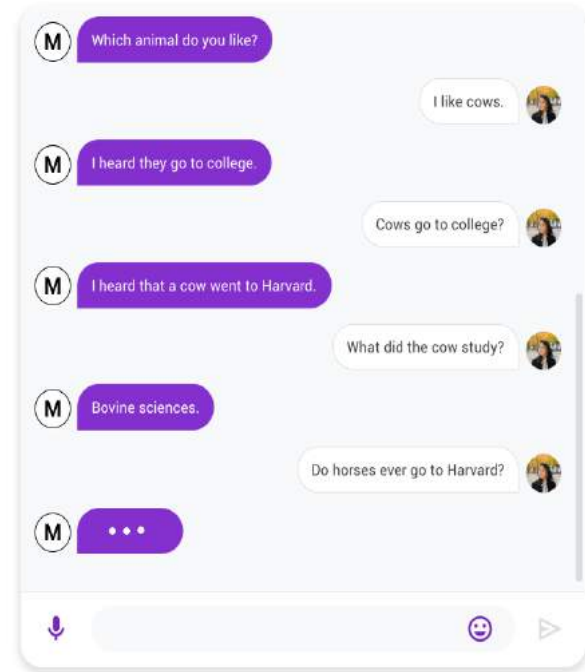 M
Which animal do you like?
I like cows.
M
I heard they go to college.
Cows go to college?
M
I heard that a cow went to Harvard.
What did the cow study?
M
Bovine sciences.
Do horses ever go to Harvard?
M